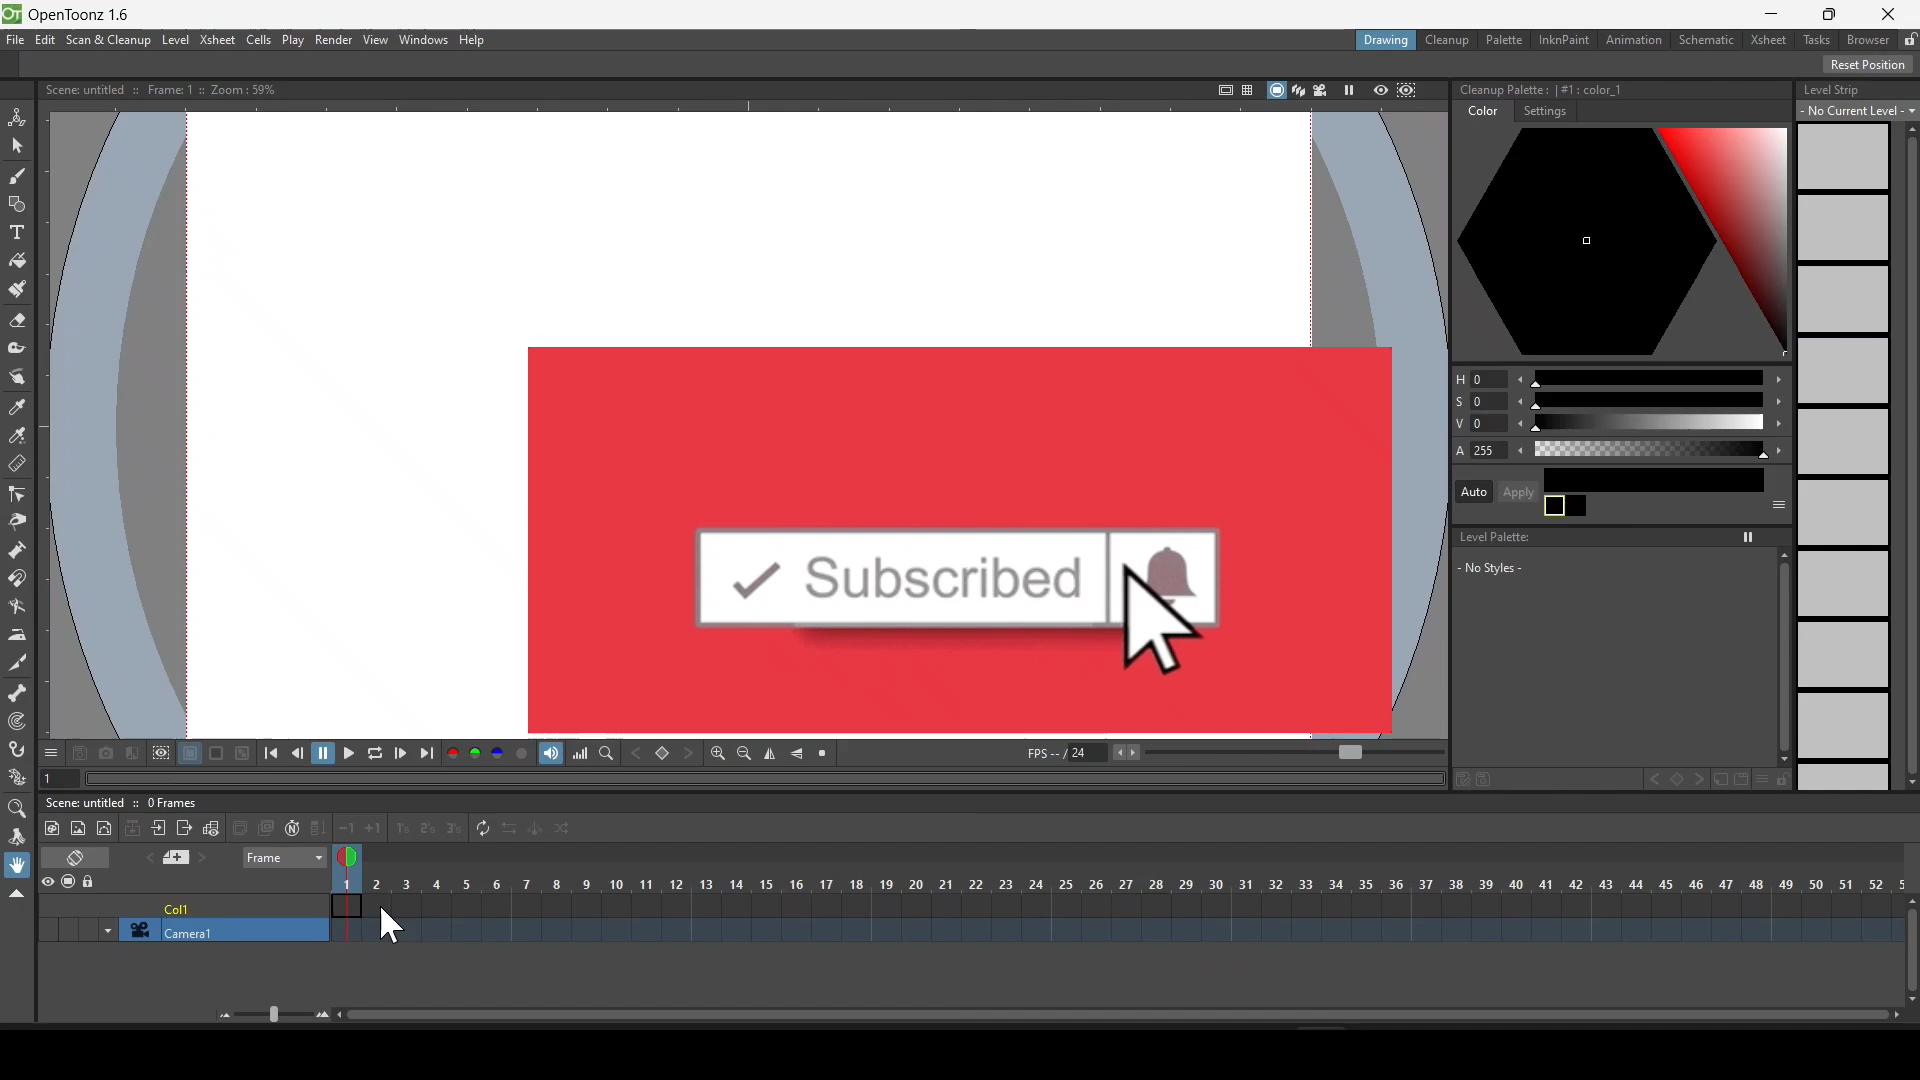 OpenToonz 1.6
File Edit Scan & Cleanup Level Xsheet Cells Play Render View Windows Help
Drawing Cleanup Palette InknPaint Animation Schematic Xsheet Tasks Browser
Reset Position
Scene: untitled :: Frame: 1 :: Zoom : 59%
Cleanup Palette : | #1 : color_1
Level Strip
Color Settings
- No Current Level -
H 0
S 0
V 0
A 255
Auto Apply
Level Palette:
- No Styles -
Subscribed
FPS -- / 24
1
Scene: untitled :: 0 Frames
-1 +1 1's 2's 3's
Frame
1 2 3 4 5 6 7 8 9 10 11 12 13 14 15 16 17 18 19 20 21 22 23 24 25 26 27 28 29 30 31 32 33 34 35 36 37 38 39 40 41 42 43 44 45 46 47 48 49 50 51 52 5
Col1
Camera1